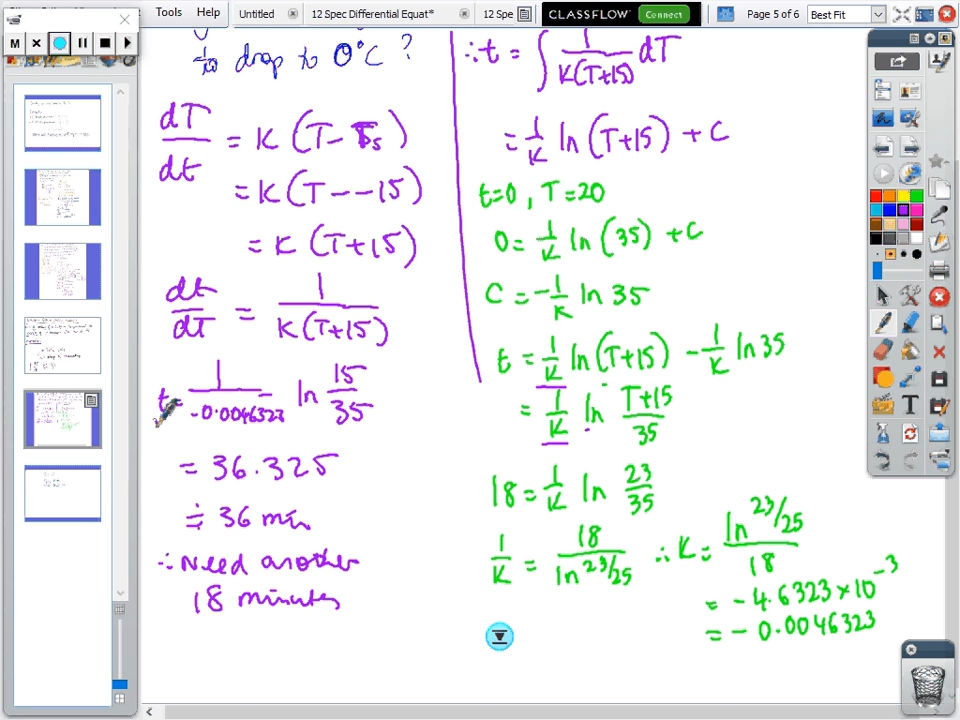 Tools Help Untitled 12 Spec Differential Equat* 12 Spe CLASSFLOW Connect Page 5 of 6 Best Fit
M
to drop to 0°C ?
dT/dt = K (T - Ts)
= K (T - - 15)
= K (T+15)
dt/dT = 1/K(T+15)
t = 1/-0.0046323 ln 15/35
= 36.325
≑ 36 min
∴ Need another
18 minutes
∴ t = ∫ 1/K(T+15) dT
= 1/K ln (T+15) + C
t=0, T=20
0 = 1/K ln (35) + C
C = -1/K ln 35
t = 1/K ln (T+15) - 1/K ln 35
= 1/K ln T+15/35
18 = 1/K ln 23/35
1/K = 18/ln 23/25 ∴ K = ln 23/25/18
= -4.6323 × 10^-3
= -0.0046323
T